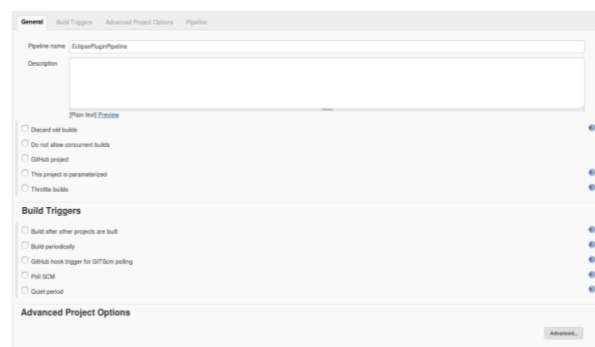 General Build Triggers Advanced Project Options Pipeline
Pipeline name EclipsePluginPipeline
Description
[Plain text] Preview
Discard old builds
Do not allow concurrent builds
GitHub project
This project is parameterized
Throttle builds
Build Triggers
Build after other projects are built
Build periodically
GitHub hook trigger for GITScm polling
Poll SCM
Quiet period
Advanced Project Options
Advanced...